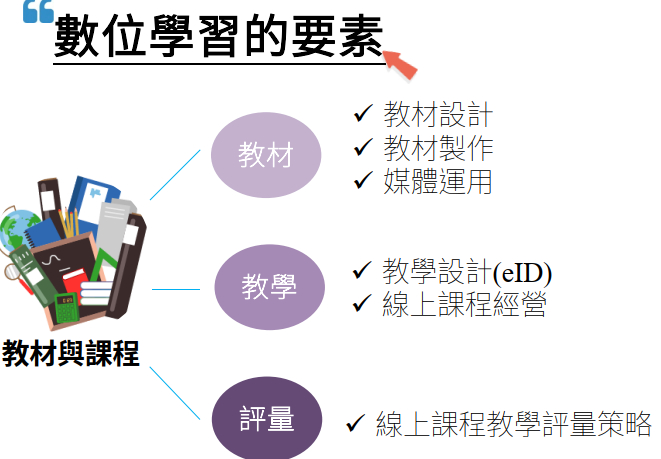 數位學習的要素
教材
✓ 教材設計
✓ 教材製作
✓ 媒體運用
教學
✓ 教學設計(eID)
✓ 線上課程經營
教材與課程
評量
✓ 線上課程教學評量策略